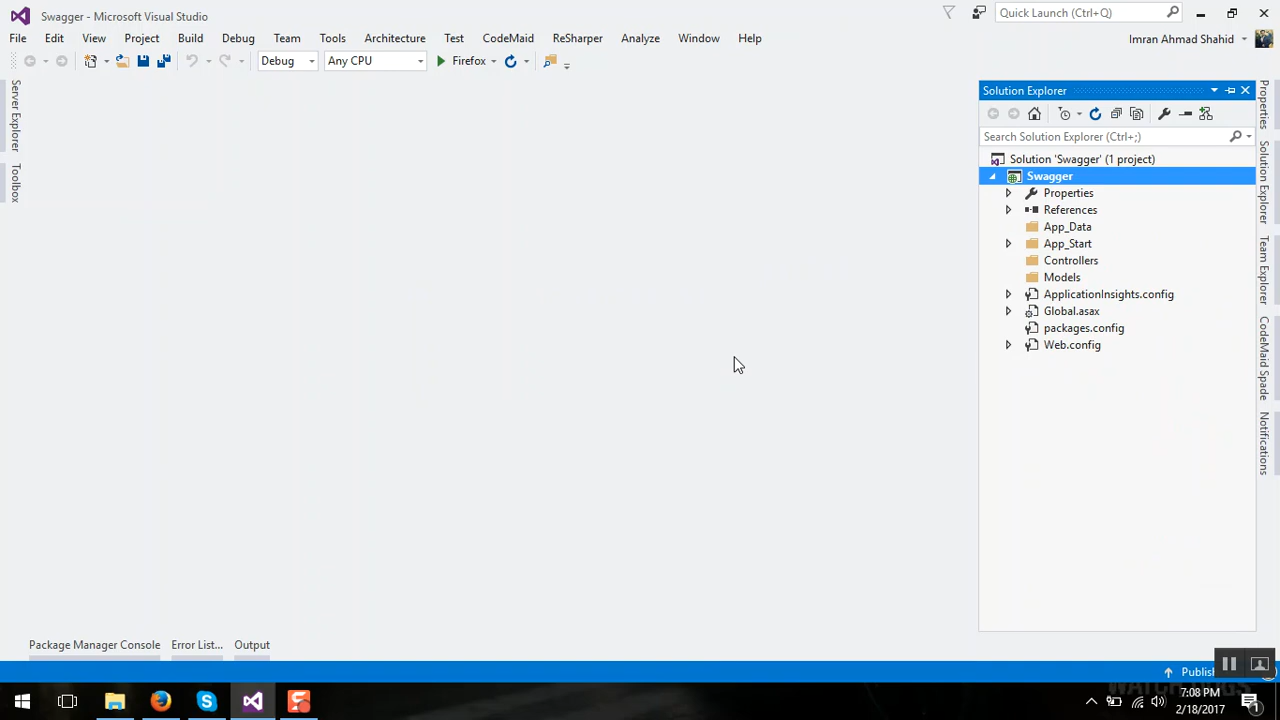 Swagger - Microsoft Visual Studio
Quick Launch (Ctrl+Q)
File Edit View Project Build Debug Team Tools Architecture Test CodeMaid ReSharper Analyze Window Help
Imran Ahmad Shahid
Debug Any CPU Firefox
Server Explorer
Toolbox
Solution Explorer
Search Solution Explorer (Ctrl+;)
Solution 'Swagger' (1 project)
Swagger
Properties
References
App_Data
App_Start
Controllers
Models
ApplicationInsights.config
Global.asax
packages.config
Web.config
Properties
Solution Explorer
Team Explorer
CodeMaid Spade
Notifications
Package Manager Console Error List... Output
Publish
7:08 PM
2/18/2017
1